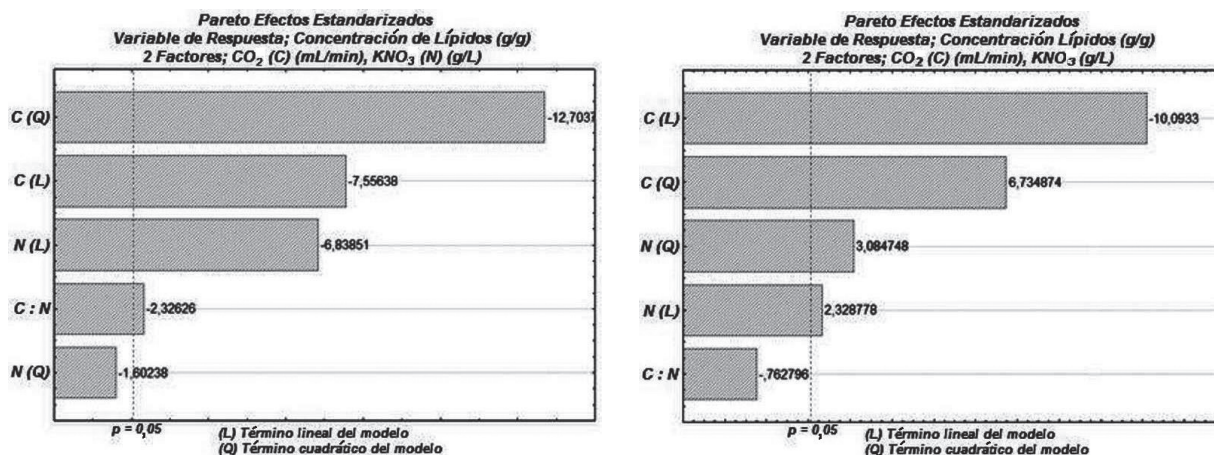 Pareto Efectos Estandarizados
Variable de Respuesta; Concentración de Lípidos (g/g)
2 Factores; CO2 (C) (mL/min), KNO3 (N) (g/L)
C (Q)
-12,7037
C (L)
-7,55638
N (L)
-6,83851
C : N
-2,32626
N (Q)
-1,60238
p = 0,05
(L) Término lineal del modelo
(Q) Término cuadrático del modelo
Pareto Efectos Estandarizados
Variable de Respuesta; Concentración Lípidos (g/g)
2 Factores; CO2 (C) (mL/min), KNO3 (g/L)
C (L)
-10,0933
C (Q)
6,734874
N (Q)
3,084748
N (L)
2,328778
C : N
-,762796
p = 0,05
(L) Término lineal del modelo
(Q) Término cuadrático del modelo